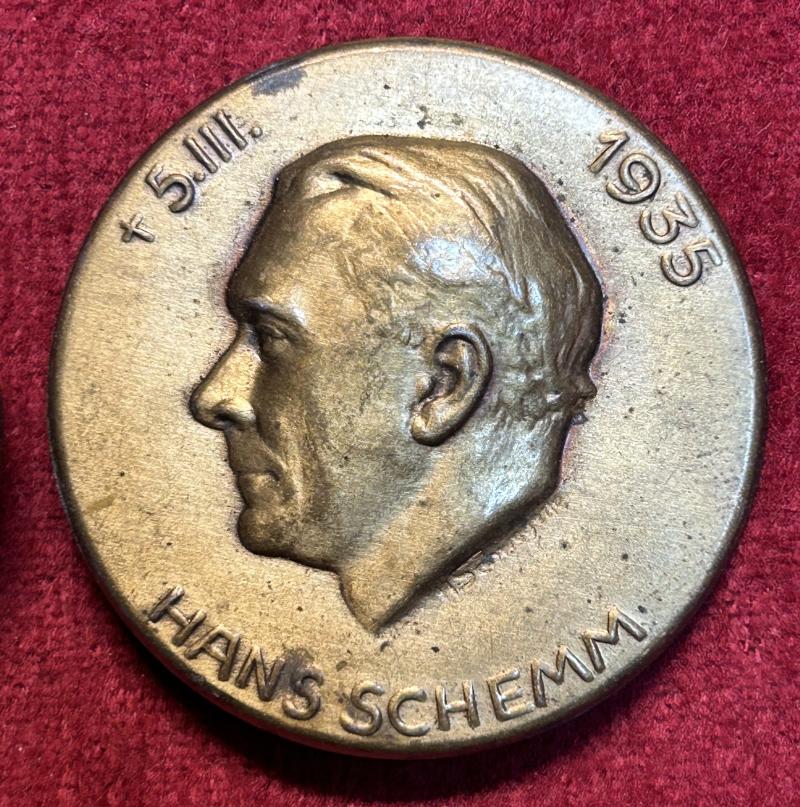 † 5.III. 1935
HANS SCHEMM